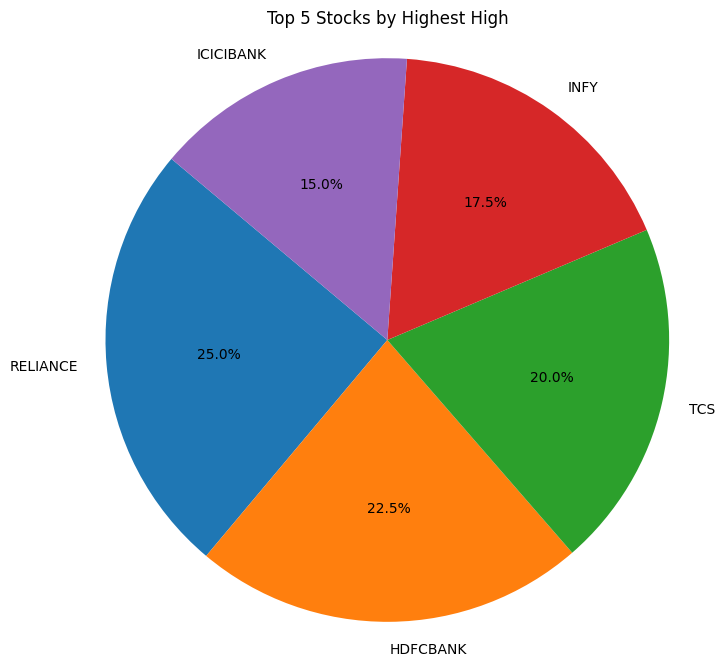 Top 5 Stocks by Highest High
ICICIBANK
INFY
15.0%
17.5%
RELIANCE
25.0%
20.0%
TCS
22.5%
HDFCBANK